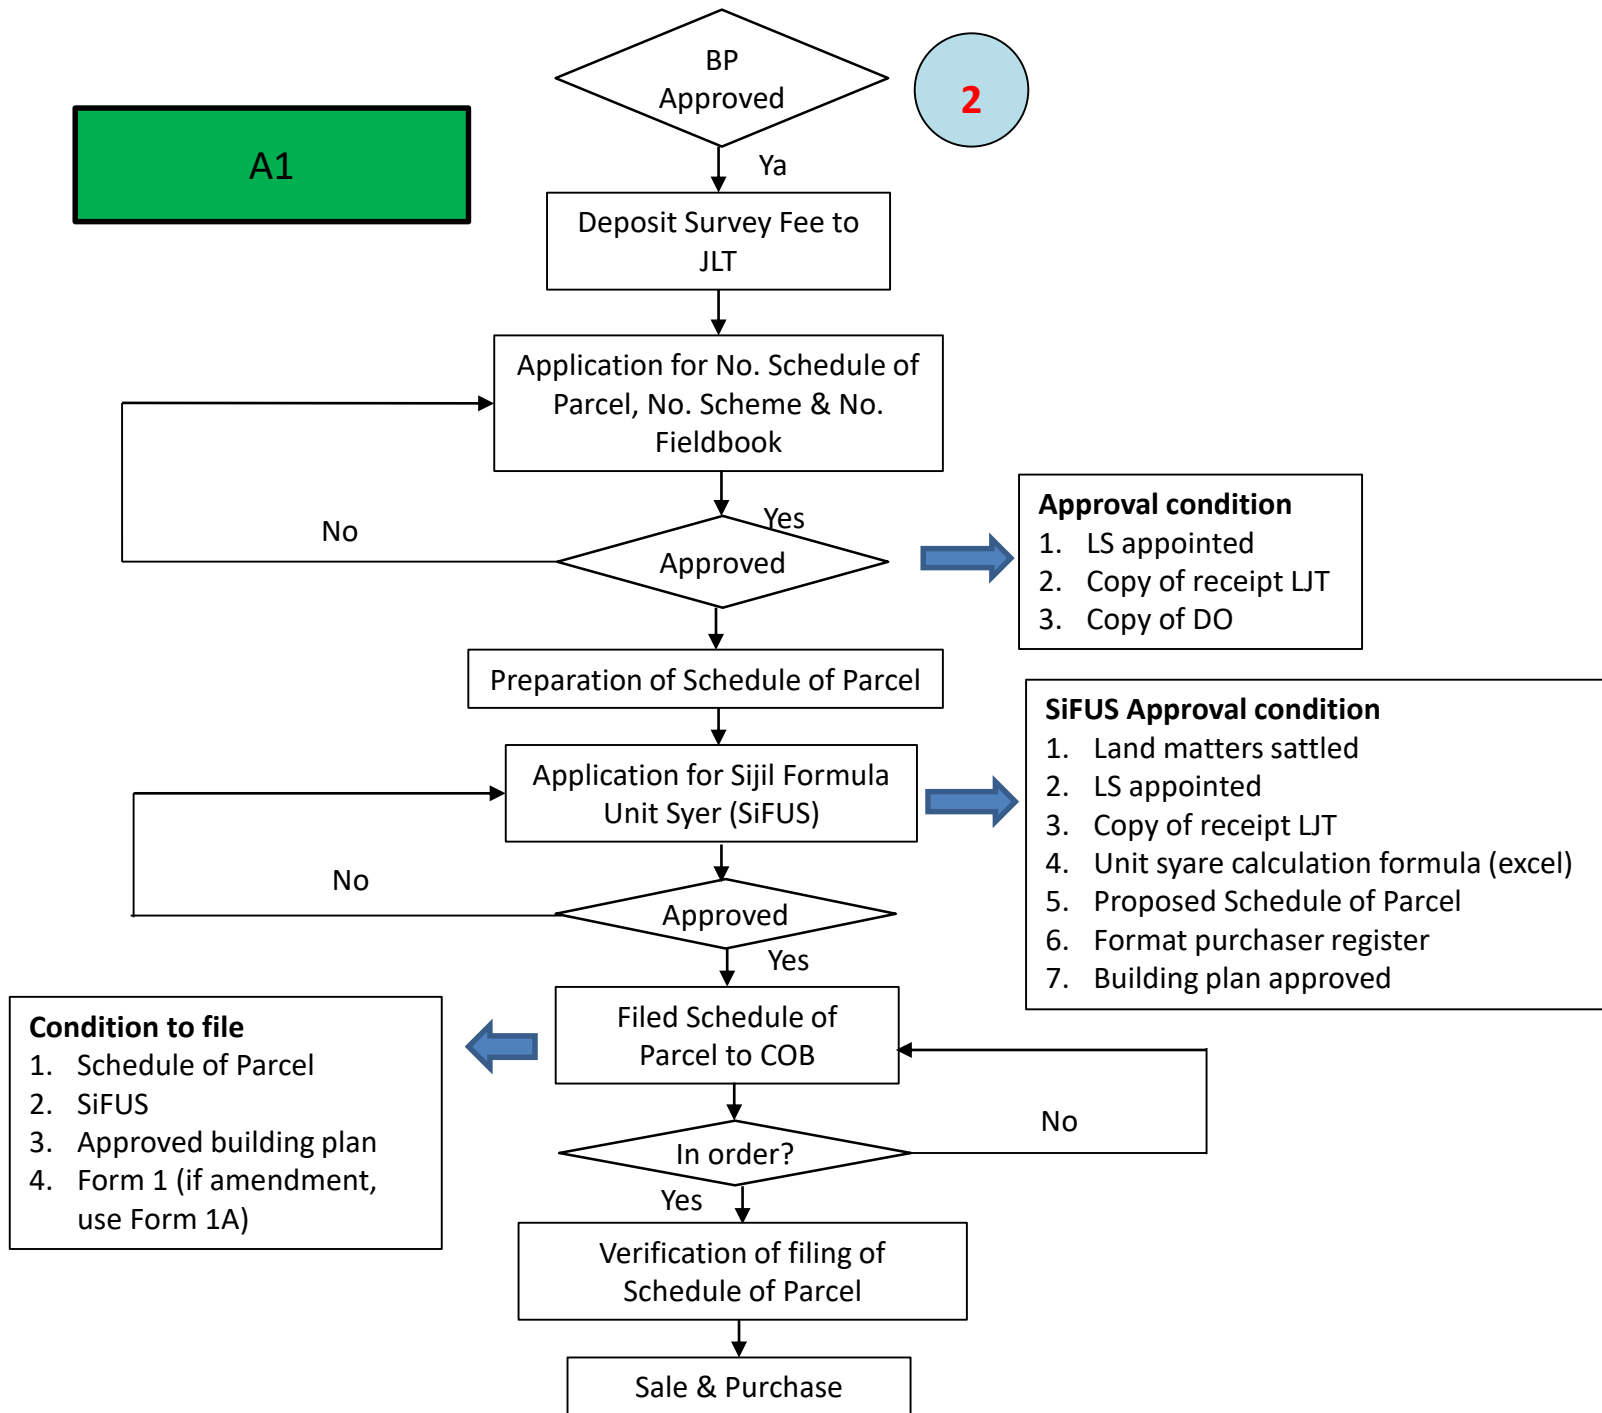 BP
Approved
2
A1
Ya
Deposit Survey Fee to
JLT
Application for No. Schedule of
Parcel, No. Scheme & No.
Fieldbook
No
Yes
Approved
Approval condition
1. LS appointed
2. Copy of receipt LJT
3. Copy of DO
Preparation of Schedule of Parcel
Application for Sijil Formula
Unit Syer (SiFUS)
SiFUS Approval condition
1. Land matters sattled
2. LS appointed
3. Copy of receipt LJT
4. Unit syare calculation formula (excel)
5. Proposed Schedule of Parcel
6. Format purchaser register
7. Building plan approved
No
Approved
Yes
Filed Schedule of
Parcel to COB
Condition to file
1. Schedule of Parcel
2. SiFUS
3. Approved building plan
4. Form 1 (if amendment,
use Form 1A)
No
In order?
Yes
Verification of filing of
Schedule of Parcel
Sale & Purchase